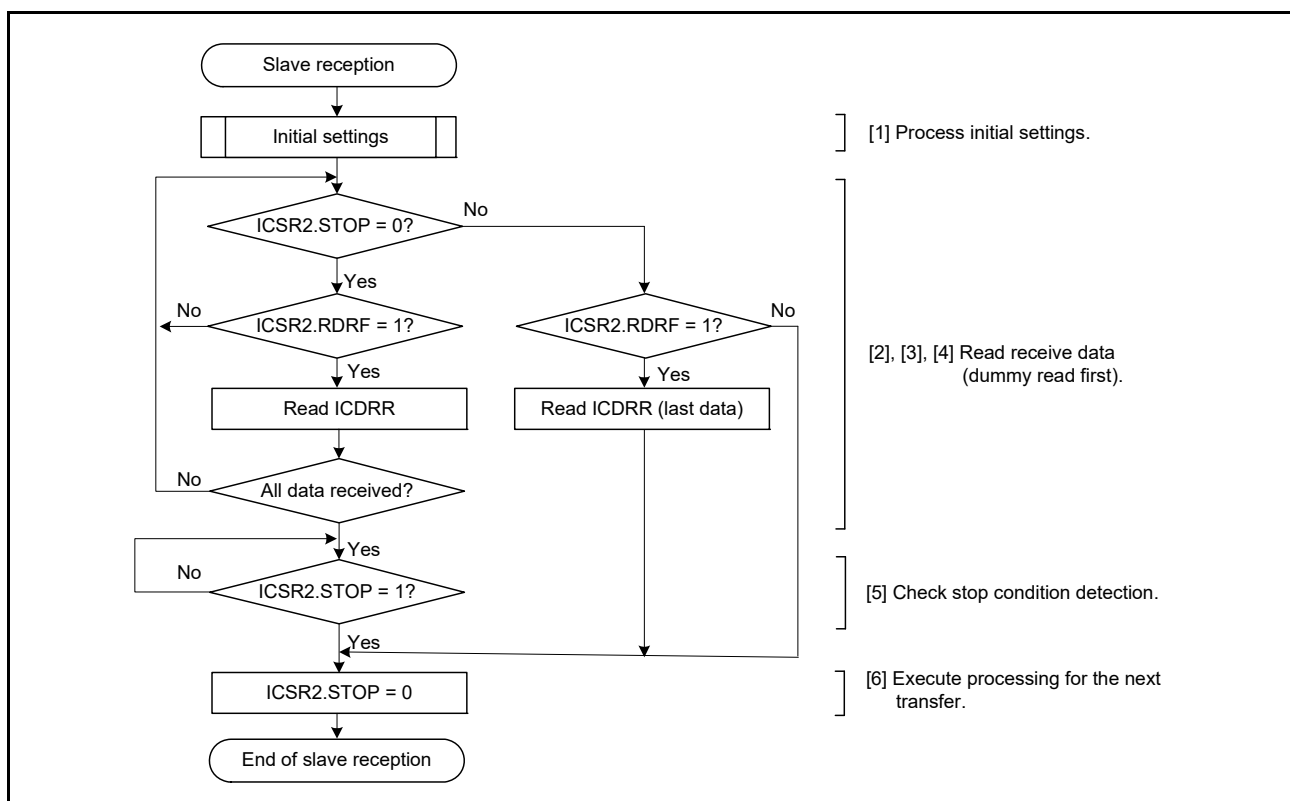 Slave reception
Initial settings
[1] Process initial settings.
ICSR2.STOP = 0?
No
Yes
No
ICSR2.RDRF = 1?
ICSR2.RDRF = 1?
No
[2], [3], [4] Read receive data
(dummy read first).
Yes
Yes
Read ICDRR
Read ICDRR (last data)
No
All data received?
Yes
No
ICSR2.STOP = 1?
[5] Check stop condition detection.
Yes
ICSR2.STOP = 0
[6] Execute processing for the next
transfer.
End of slave reception